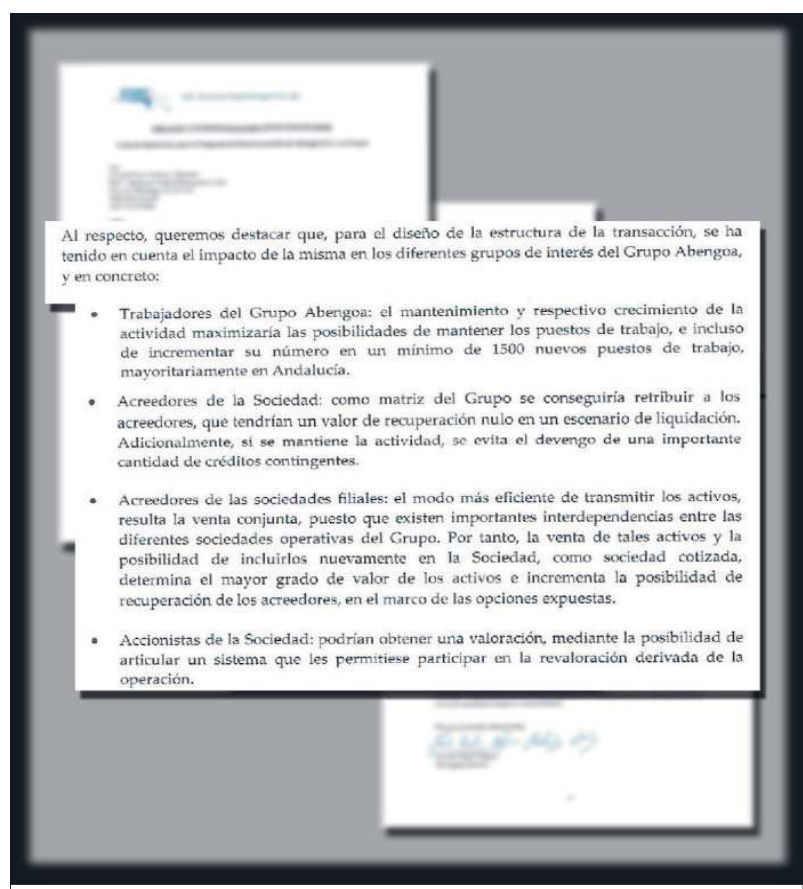 Al respecto, queremos destacar que, para el diseño de la estructura de la transacción, se ha
tenido en cuenta el impacto de la misma en los diferentes grupos de interés del Grupo Abengoa,
y en concreto:
• Trabajadores del Grupo Abengoa: el mantenimiento y respectivo crecimiento de la
actividad maximizaría las posibilidades de mantener los puestos de trabajo, e incluso
de incrementar su número en un mínimo de 1500 nuevos puestos de trabajo,
mayoritariamente en Andalucía.
• Acreedores de la Sociedad: como matriz del Grupo se conseguiría retribuir a los
acreedores, que tendrían un valor de recuperación nulo en un escenario de liquidación.
Adicionalmente, si se mantiene la actividad, se evita el devengo de una importante
cantidad de créditos contingentes.
• Acreedores de las sociedades filiales: el modo más eficiente de transmitir los activos,
resulta la venta conjunta, puesto que existen importantes interdependencias entre las
diferentes sociedades operativas del Grupo. Por tanto, la venta de tales activos y la
posibilidad de incluirlos nuevamente en la Sociedad, como sociedad cotizada,
determina el mayor grado de valor de los activos e incrementa la posibilidad de
recuperación de los acreedores, en el marco de las opciones expuestas.
• Accionistas de la Sociedad: podrían obtener una valoración, mediante la posibilidad de
articular un sistema que les permitiese participar en la revaloración derivada de la
operación.